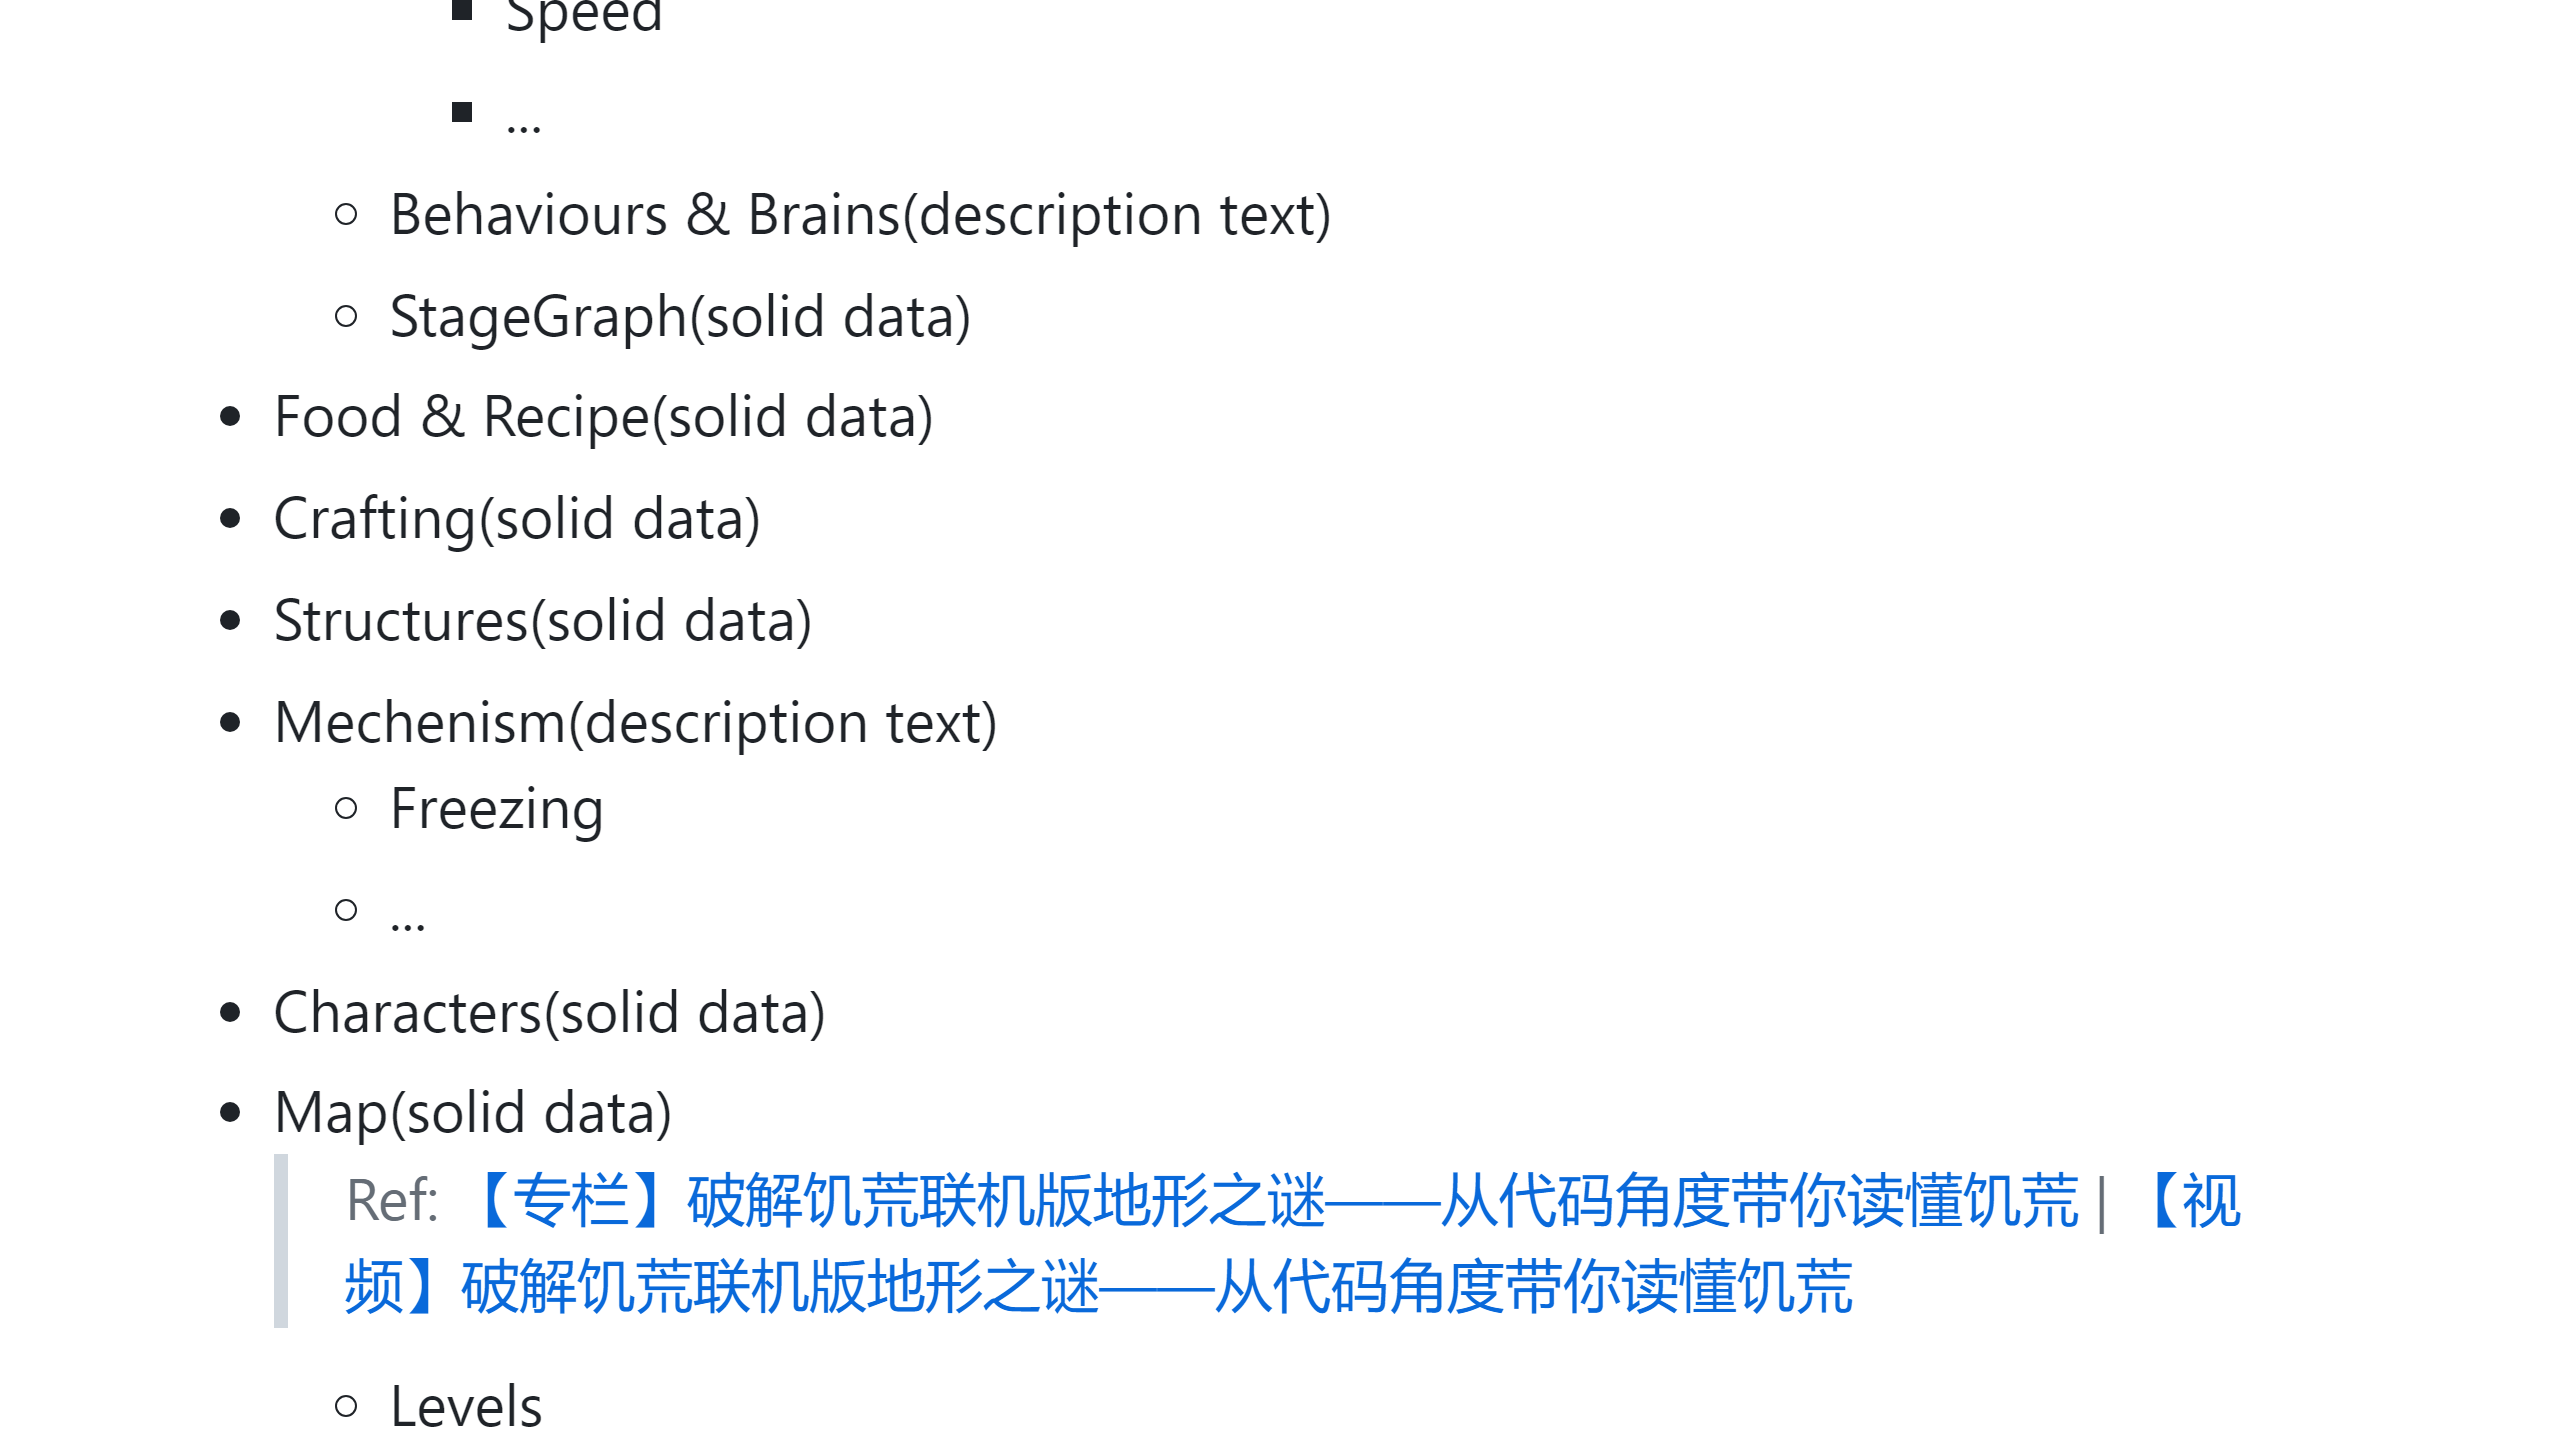 Speed
...
Behaviours & Brains(description text)
StageGraph(solid data)
Food & Recipe(solid data)
Crafting(solid data)
Structures(solid data)
Mechenism(description text)
Freezing
...
Characters(solid data)
Map(solid data)
Ref: 【专栏】破解饥荒联机版地形之谜——从代码角度带你读懂饥荒 | 【视
频】破解饥荒联机版地形之谜——从代码角度带你读懂饥荒
Levels